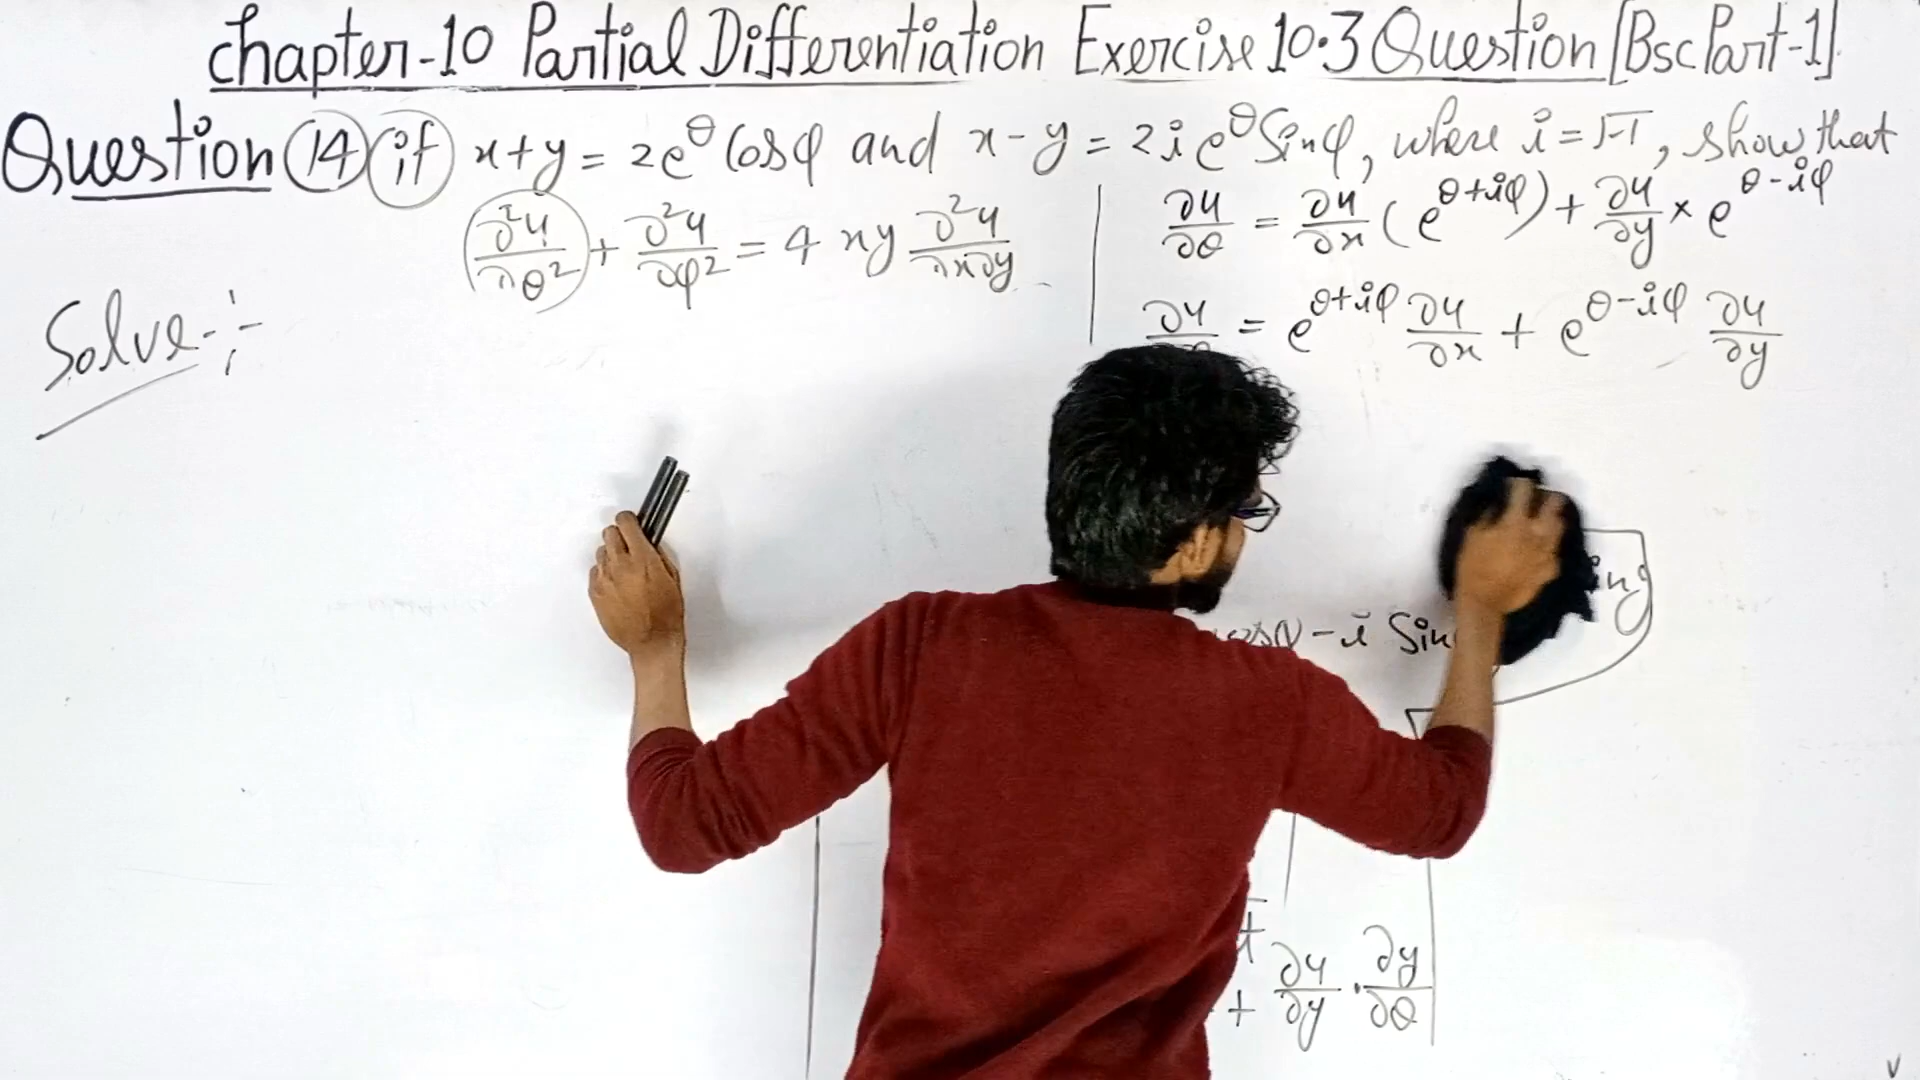 Chapter-10 Partial Differentiation Exercise 10.3 Question [Bsc Part-1]
Question 14 if x+y = 2e^θ Cosφ and x-y = 2i e^θ Sinφ, where i = √-1, show that
∂²u/∂θ² + ∂²u/∂φ² = 4 xy ∂²u/∂x∂y
Solve:-
∂u/∂θ = ∂u/∂x (e^θ+iφ) + ∂u/∂y × e^θ-iφ
= e^θ+iφ ∂u/∂x + e^θ-iφ ∂u/∂y
- i Sin
+ ∂u/∂y · ∂y/∂θ